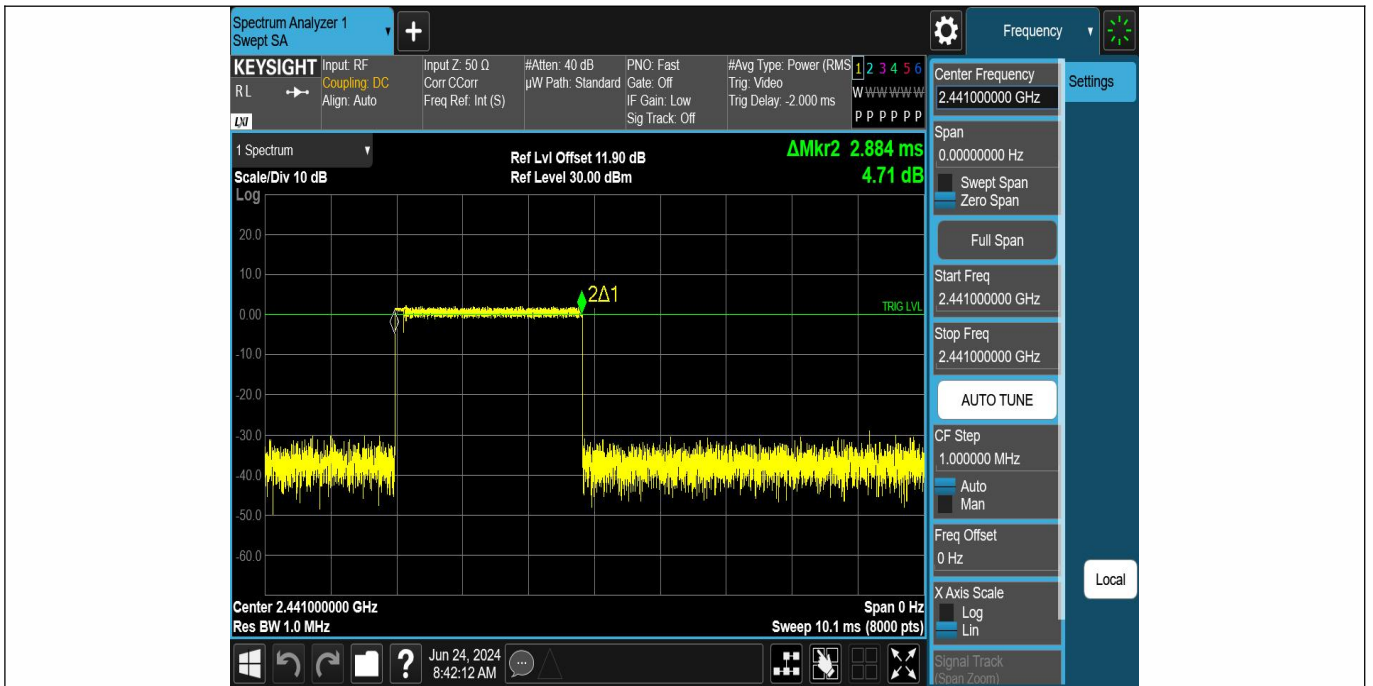 Spectrum Analyzer 1
Swept SA
+
Frequency
KEYSIGHT
RL
LXI
Input: RF
Coupling: DC
Align: Auto
Input Z: 50 Ω
Corr CCorr
Freq Ref: Int (S)
#Atten: 40 dB
µW Path: Standard
PNO: Fast
Gate: Off
IF Gain: Low
Sig Track: Off
#Avg Type: Power (RMS
Trig: Video
Trig Delay: -2.000 ms
1 2 3 4 5 6
W W W W W W
P P P P P P
1 Spectrum
Scale/Div 10 dB
Ref Lvl Offset 11.90 dB
Ref Level 30.00 dBm
ΔMkr2 2.884 ms
4.71 dB
Log
20.0
10.0
0.00
-10.0
-20.0
-30.0
-40.0
-50.0
-60.0
2Δ1
TRIG LVL
Center 2.441000000 GHz
Res BW 1.0 MHz
Span 0 Hz
Sweep 10.1 ms (8000 pts)
Center Frequency
2.441000000 GHz
Settings
Span
0.00000000 Hz
Swept Span
Zero Span
Full Span
Start Freq
2.441000000 GHz
Stop Freq
2.441000000 GHz
AUTO TUNE
CF Step
1.000000 MHz
Auto
Man
Freq Offset
0 Hz
X Axis Scale
Log
Lin
Signal Track
(Span Zoom)
Local
?
Jun 24, 2024
8:42:12 AM